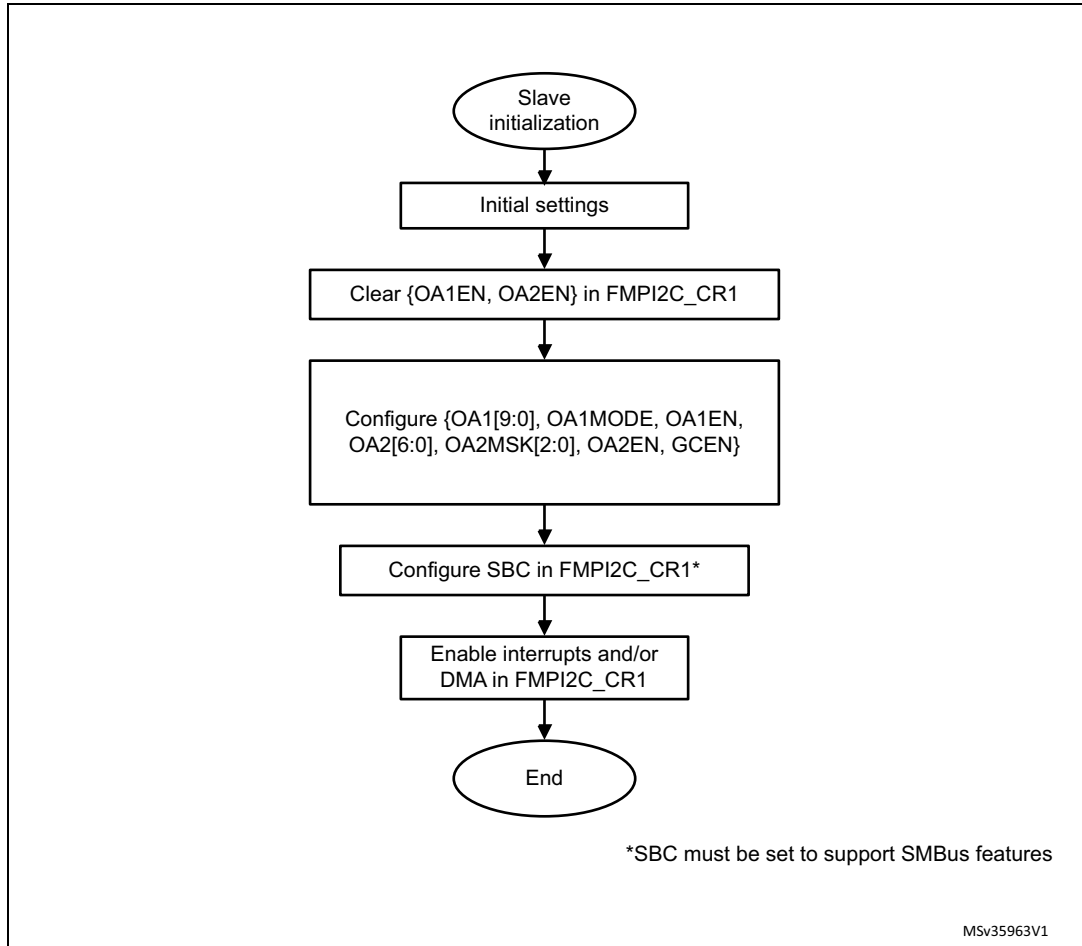 Slave
initialization
Initial settings
Clear {OA1EN, OA2EN} in FMPI2C_CR1
Configure {OA1[9:0], OA1MODE, OA1EN,
OA2[6:0], OA2MSK[2:0], OA2EN, GCEN}
Configure SBC in FMPI2C_CR1*
Enable interrupts and/or
DMA in FMPI2C_CR1
End
*SBC must be set to support SMBus features
MSv35963V1